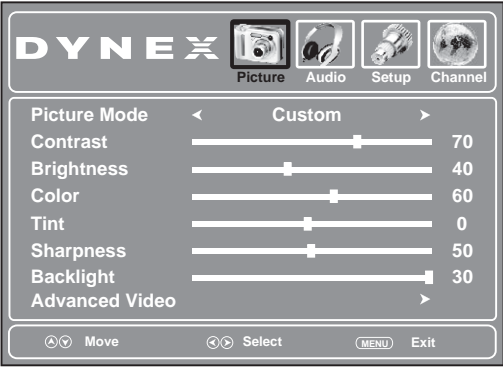 DYNEX
Picture Audio Setup Channel
Picture Mode < Custom >
Contrast 70
Brightness 40
Color 60
Tint 0
Sharpness 50
Backlight 30
Advanced Video >
Move Select MENU Exit